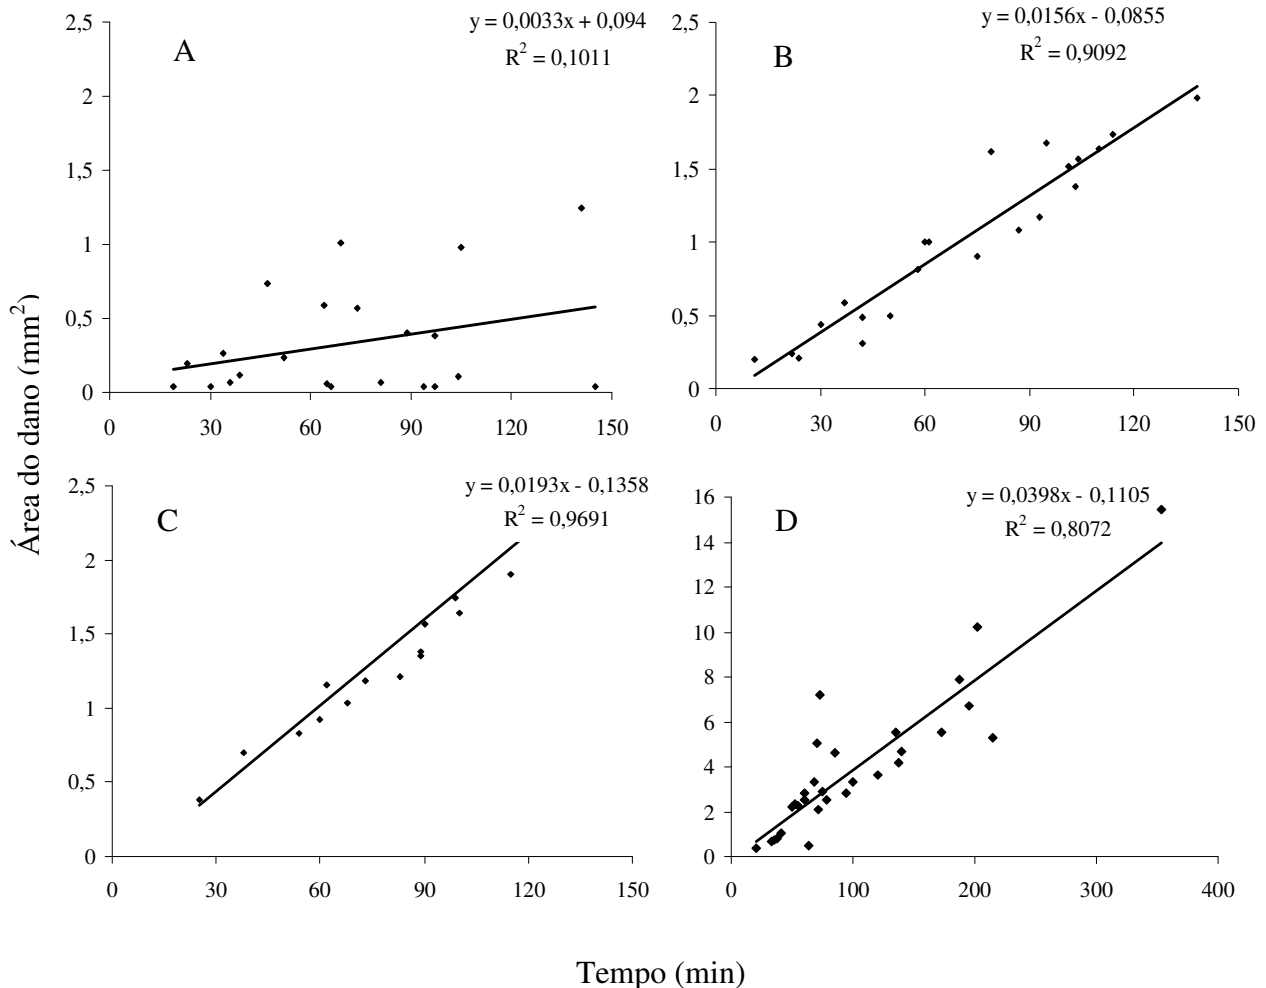 Área do dano (mm²)
A
y = 0,0033x + 0,094
R² = 0,1011
2,5
2
1,5
1
0,5
0
0 30 60 90 120 150
B
y = 0,0156x - 0,0855
R² = 0,9092
2,5
2
1,5
1
0,5
0
0 30 60 90 120 150
C
y = 0,0193x - 0,1358
R² = 0,9691
2,5
2
1,5
1
0,5
0
0 30 60 90 120 150
D
y = 0,0398x - 0,1105
R² = 0,8072
16
14
12
10
8
6
4
2
0
0 100 200 300 400
Tempo (min)